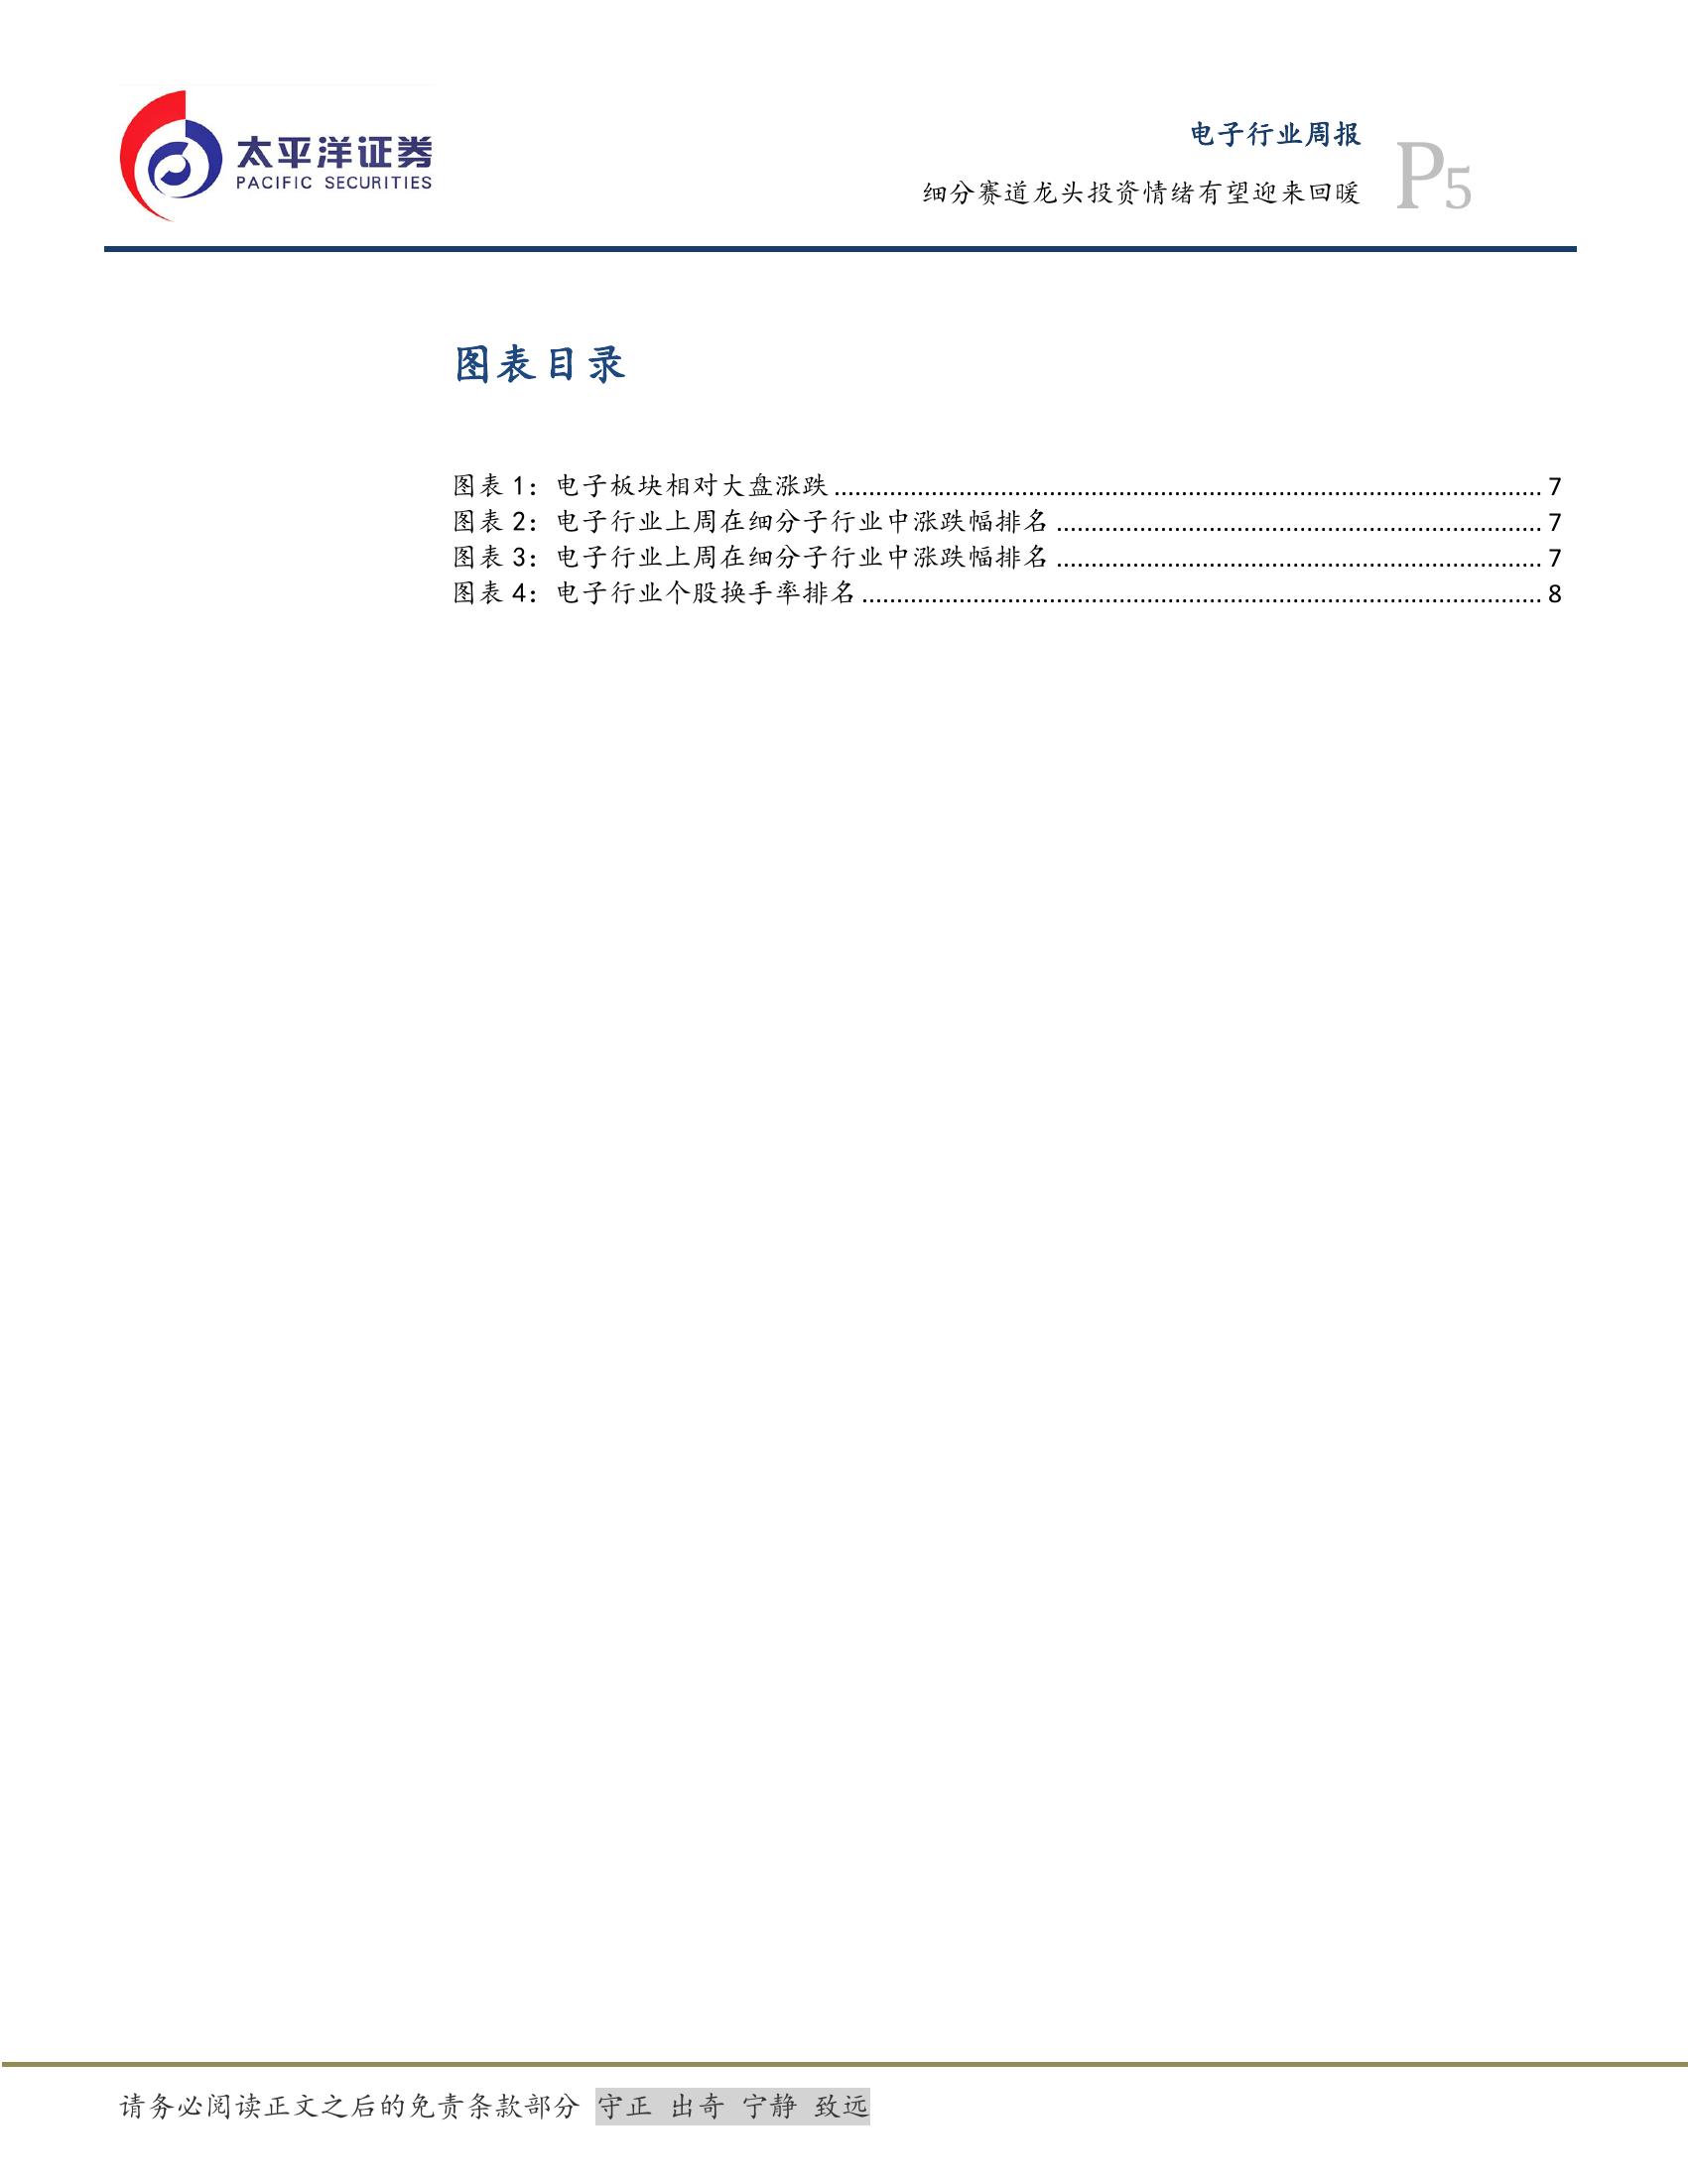 太平洋证券
PACIFIC SECURITIES
电子行业周报
细分赛道龙头投资情绪有望迎来回暖
P5
图表目录
图表 1：电子板块相对大盘涨跌 7
图表 2：电子行业上周在细分子行业中涨跌幅排名 7
图表 3：电子行业上周在细分子行业中涨跌幅排名 7
图表 4：电子行业个股换手率排名 8
请务必阅读正文之后的免责条款部分 守正 出奇 宁静 致远